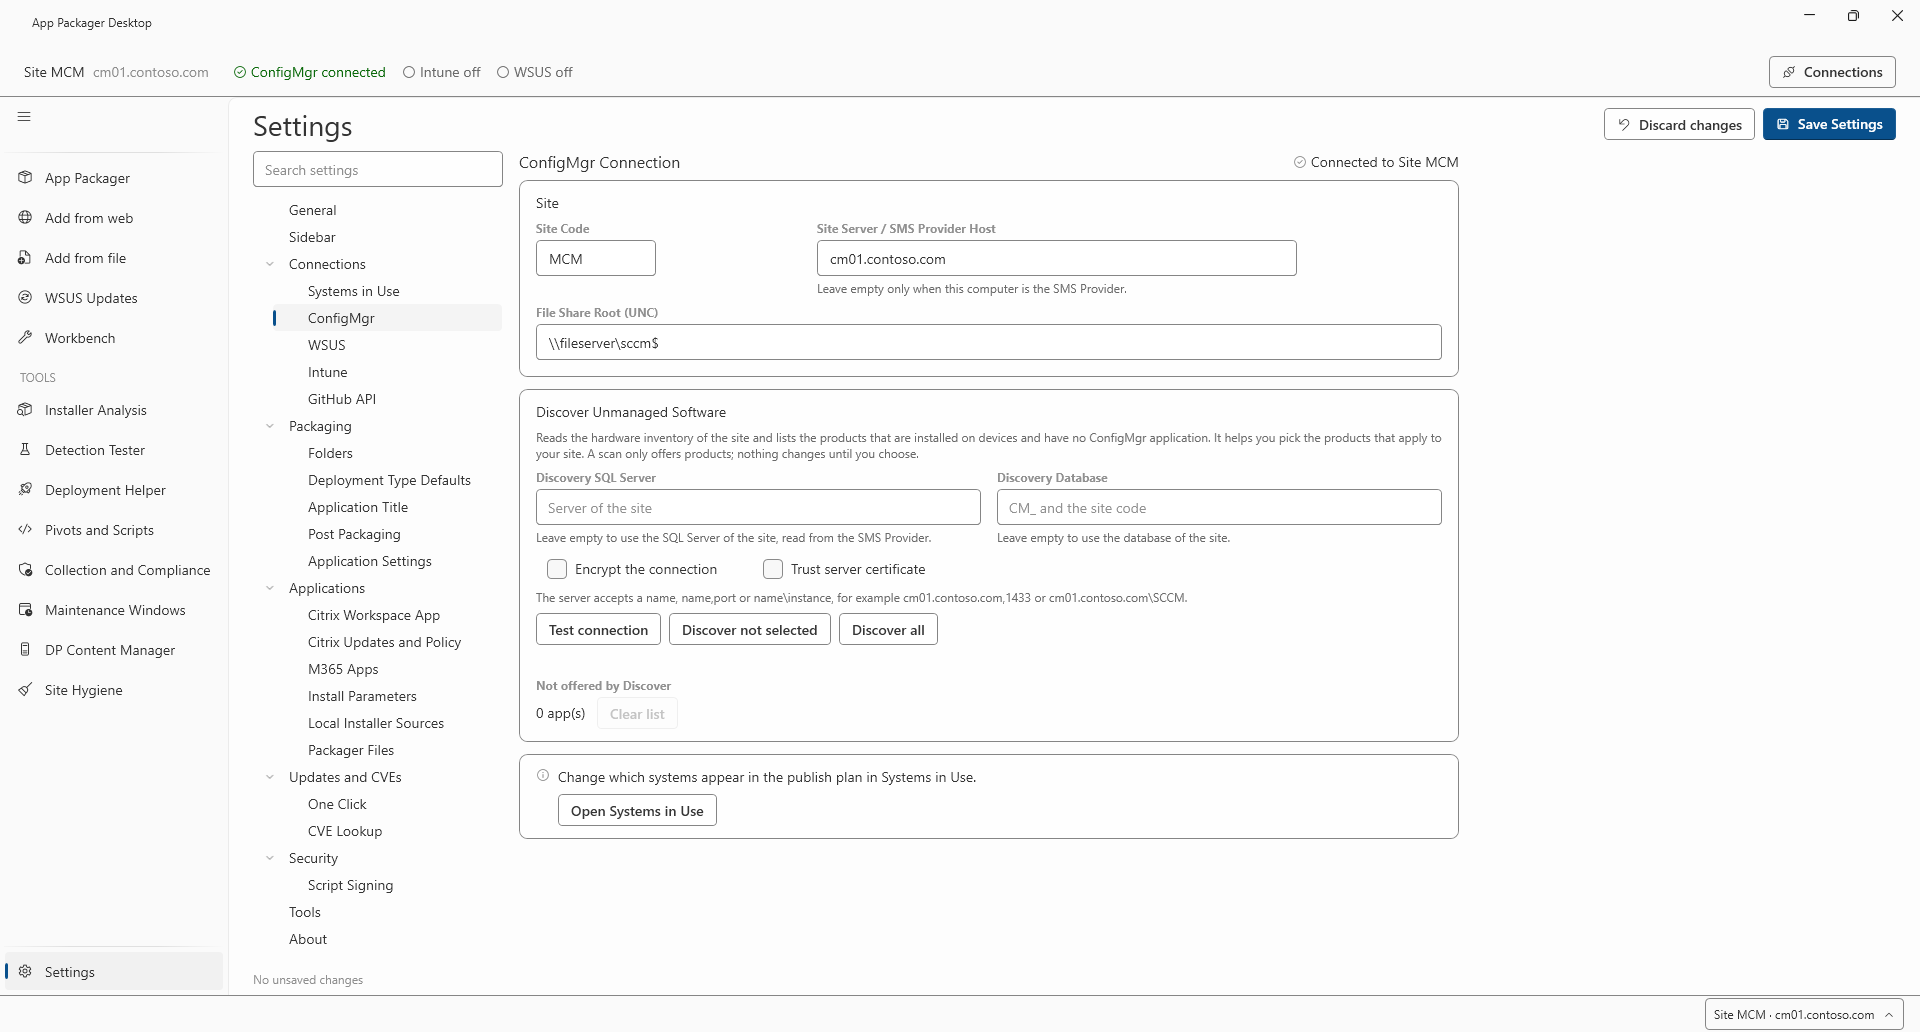 App Packager Desktop
Site MCM cm01.contoso.com ConfigMgr connected Intune off WSUS off Connections
Settings
Discard changes Save Settings
App Packager
Add from web
Add from file
WSUS Updates
Workbench
TOOLS
Installer Analysis
Detection Tester
Deployment Helper
Pivots and Scripts
Collection and Compliance
Maintenance Windows
DP Content Manager
Site Hygiene
Settings
Search settings
General
Sidebar
Connections
Systems in Use
ConfigMgr
WSUS
Intune
GitHub API
Packaging
Folders
Deployment Type Defaults
Application Title
Post Packaging
Application Settings
Applications
Citrix Workspace App
Citrix Updates and Policy
M365 Apps
Install Parameters
Local Installer Sources
Packager Files
Updates and CVEs
One Click
CVE Lookup
Security
Script Signing
Tools
About
No unsaved changes
ConfigMgr Connection Connected to Site MCM
Site
Site Code Site Server / SMS Provider Host
MCM cm01.contoso.com
Leave empty only when this computer is the SMS Provider.
File Share Root (UNC)
\\fileserver\sccm$
Discover Unmanaged Software
Reads the hardware inventory of the site and lists the products that are installed on devices and have no ConfigMgr application. It helps you pick the products that apply to
your site. A scan only offers products; nothing changes until you choose.
Discovery SQL Server Discovery Database
Server of the site CM_ and the site code
Leave empty to use the SQL Server of the site, read from the SMS Provider. Leave empty to use the database of the site.
Encrypt the connection Trust server certificate
The server accepts a name, name,port or name\instance, for example cm01.contoso.com,1433 or cm01.contoso.com\SCCM.
Test connection Discover not selected Discover all
Not offered by Discover
0 app(s) Clear list
Change which systems appear in the publish plan in Systems in Use.
Open Systems in Use
Site MCM · cm01.contoso.com